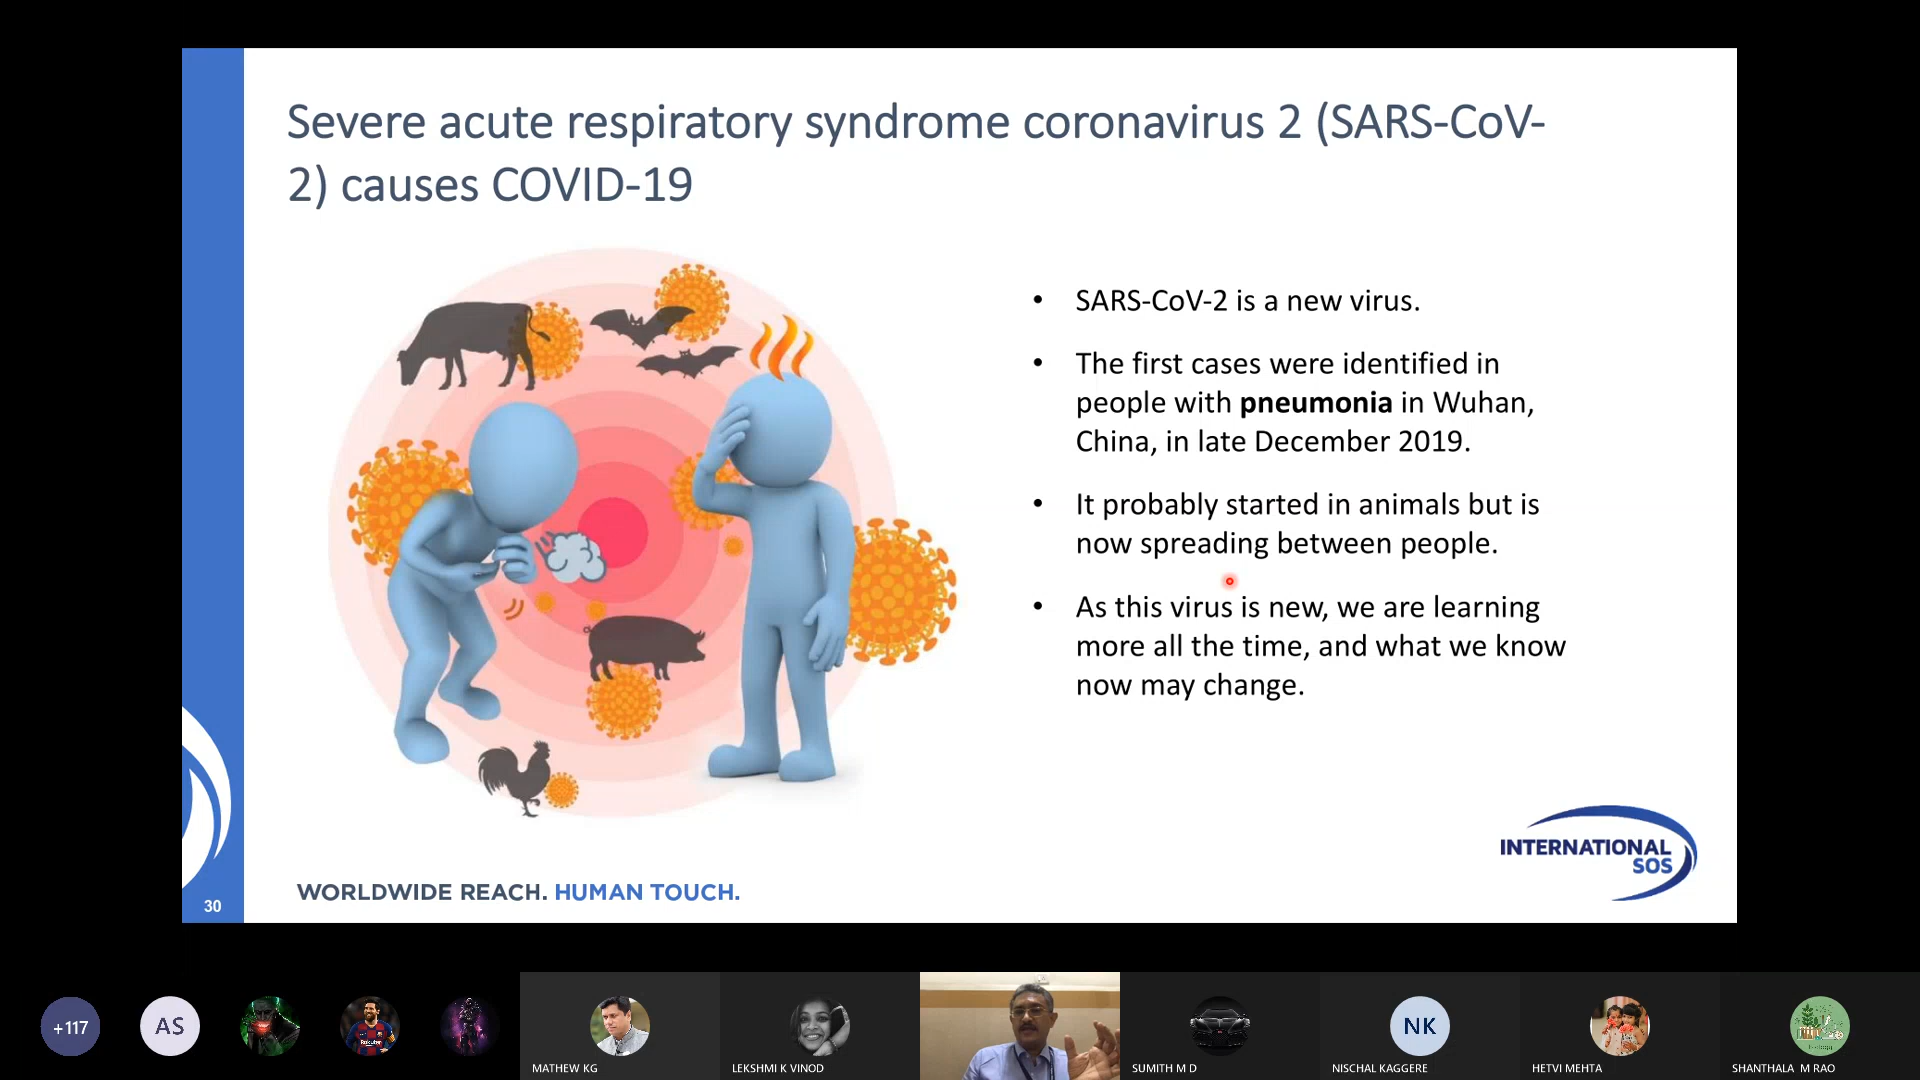 Severe acute respiratory syndrome coronavirus 2 (SARS-CoV-
2) causes COVID-19
• SARS-CoV-2 is a new virus.
• The first cases were identified in
people with pneumonia in Wuhan,
China, in late December 2019.
• It probably started in animals but is
now spreading between people.
• As this virus is new, we are learning
more all the time, and what we know
now may change.
INTERNATIONAL
SOS
WORLDWIDE REACH. HUMAN TOUCH.
30
+117
AS
Rakuten
NK
MATHEW KG
LEKSHMI K VINOD
SUMITH M D
NISCHAL KAGGERE
HETVI MEHTA
SHANTHALA M RAO